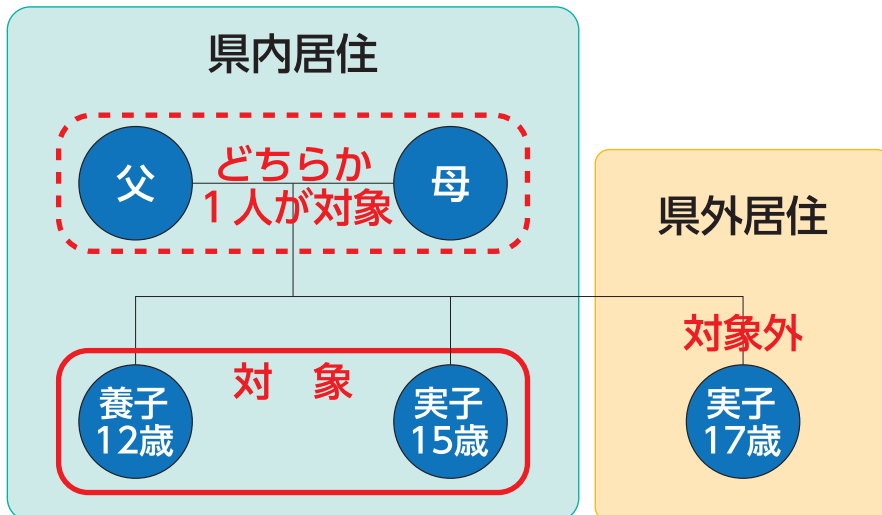 県内居住
父
どちらか
1人が対象
母
県外居住
対象外
対　象
養子
12歳
実子
15歳
実子
17歳